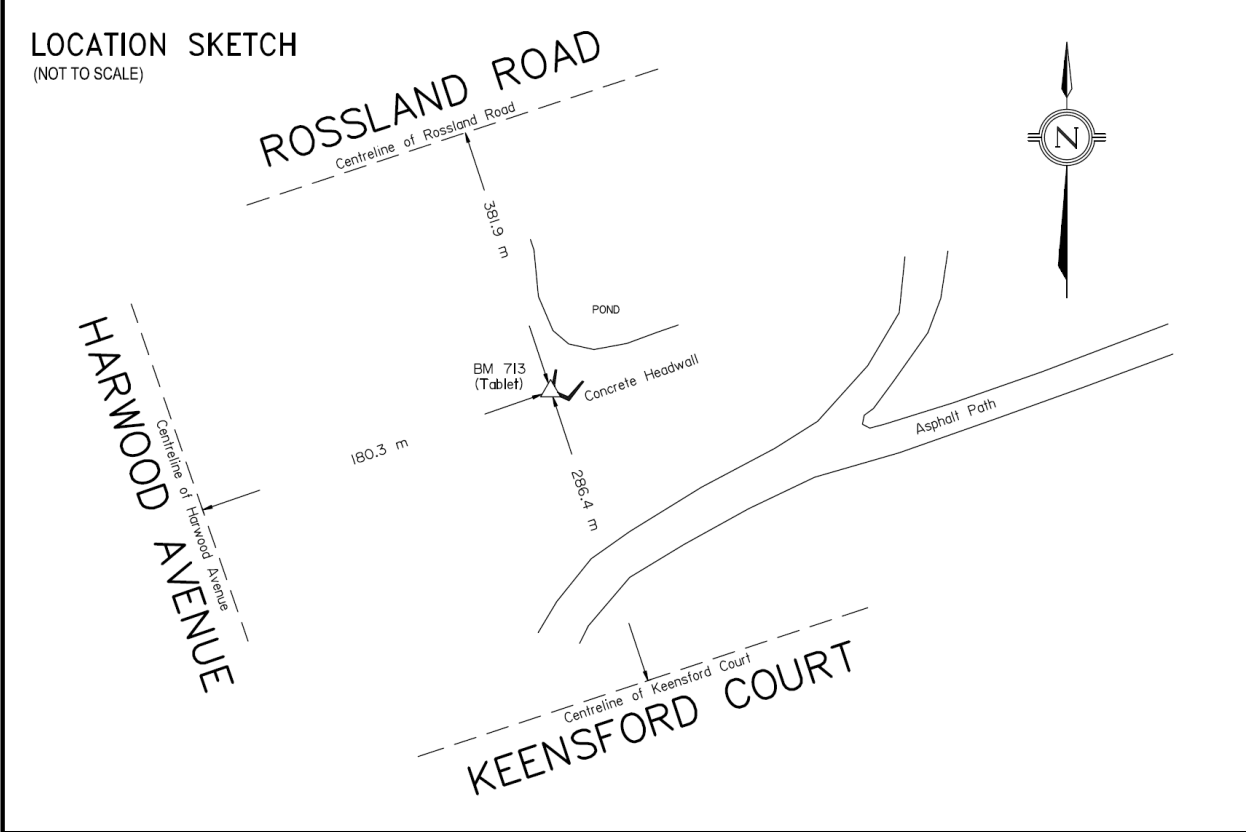 LOCATION SKETCH
(NOT TO SCALE)
ROSSLAND ROAD
Centreline of Rossland Road
N
381.9 m
POND
BM 713
(Tablet)
Concrete Headwall
HARWOOD AVENUE
Centreline of Harwood Avenue
180.3 m
286.4 m
Asphalt Path
Centreline of Keensford Court
KEENSFORD COURT